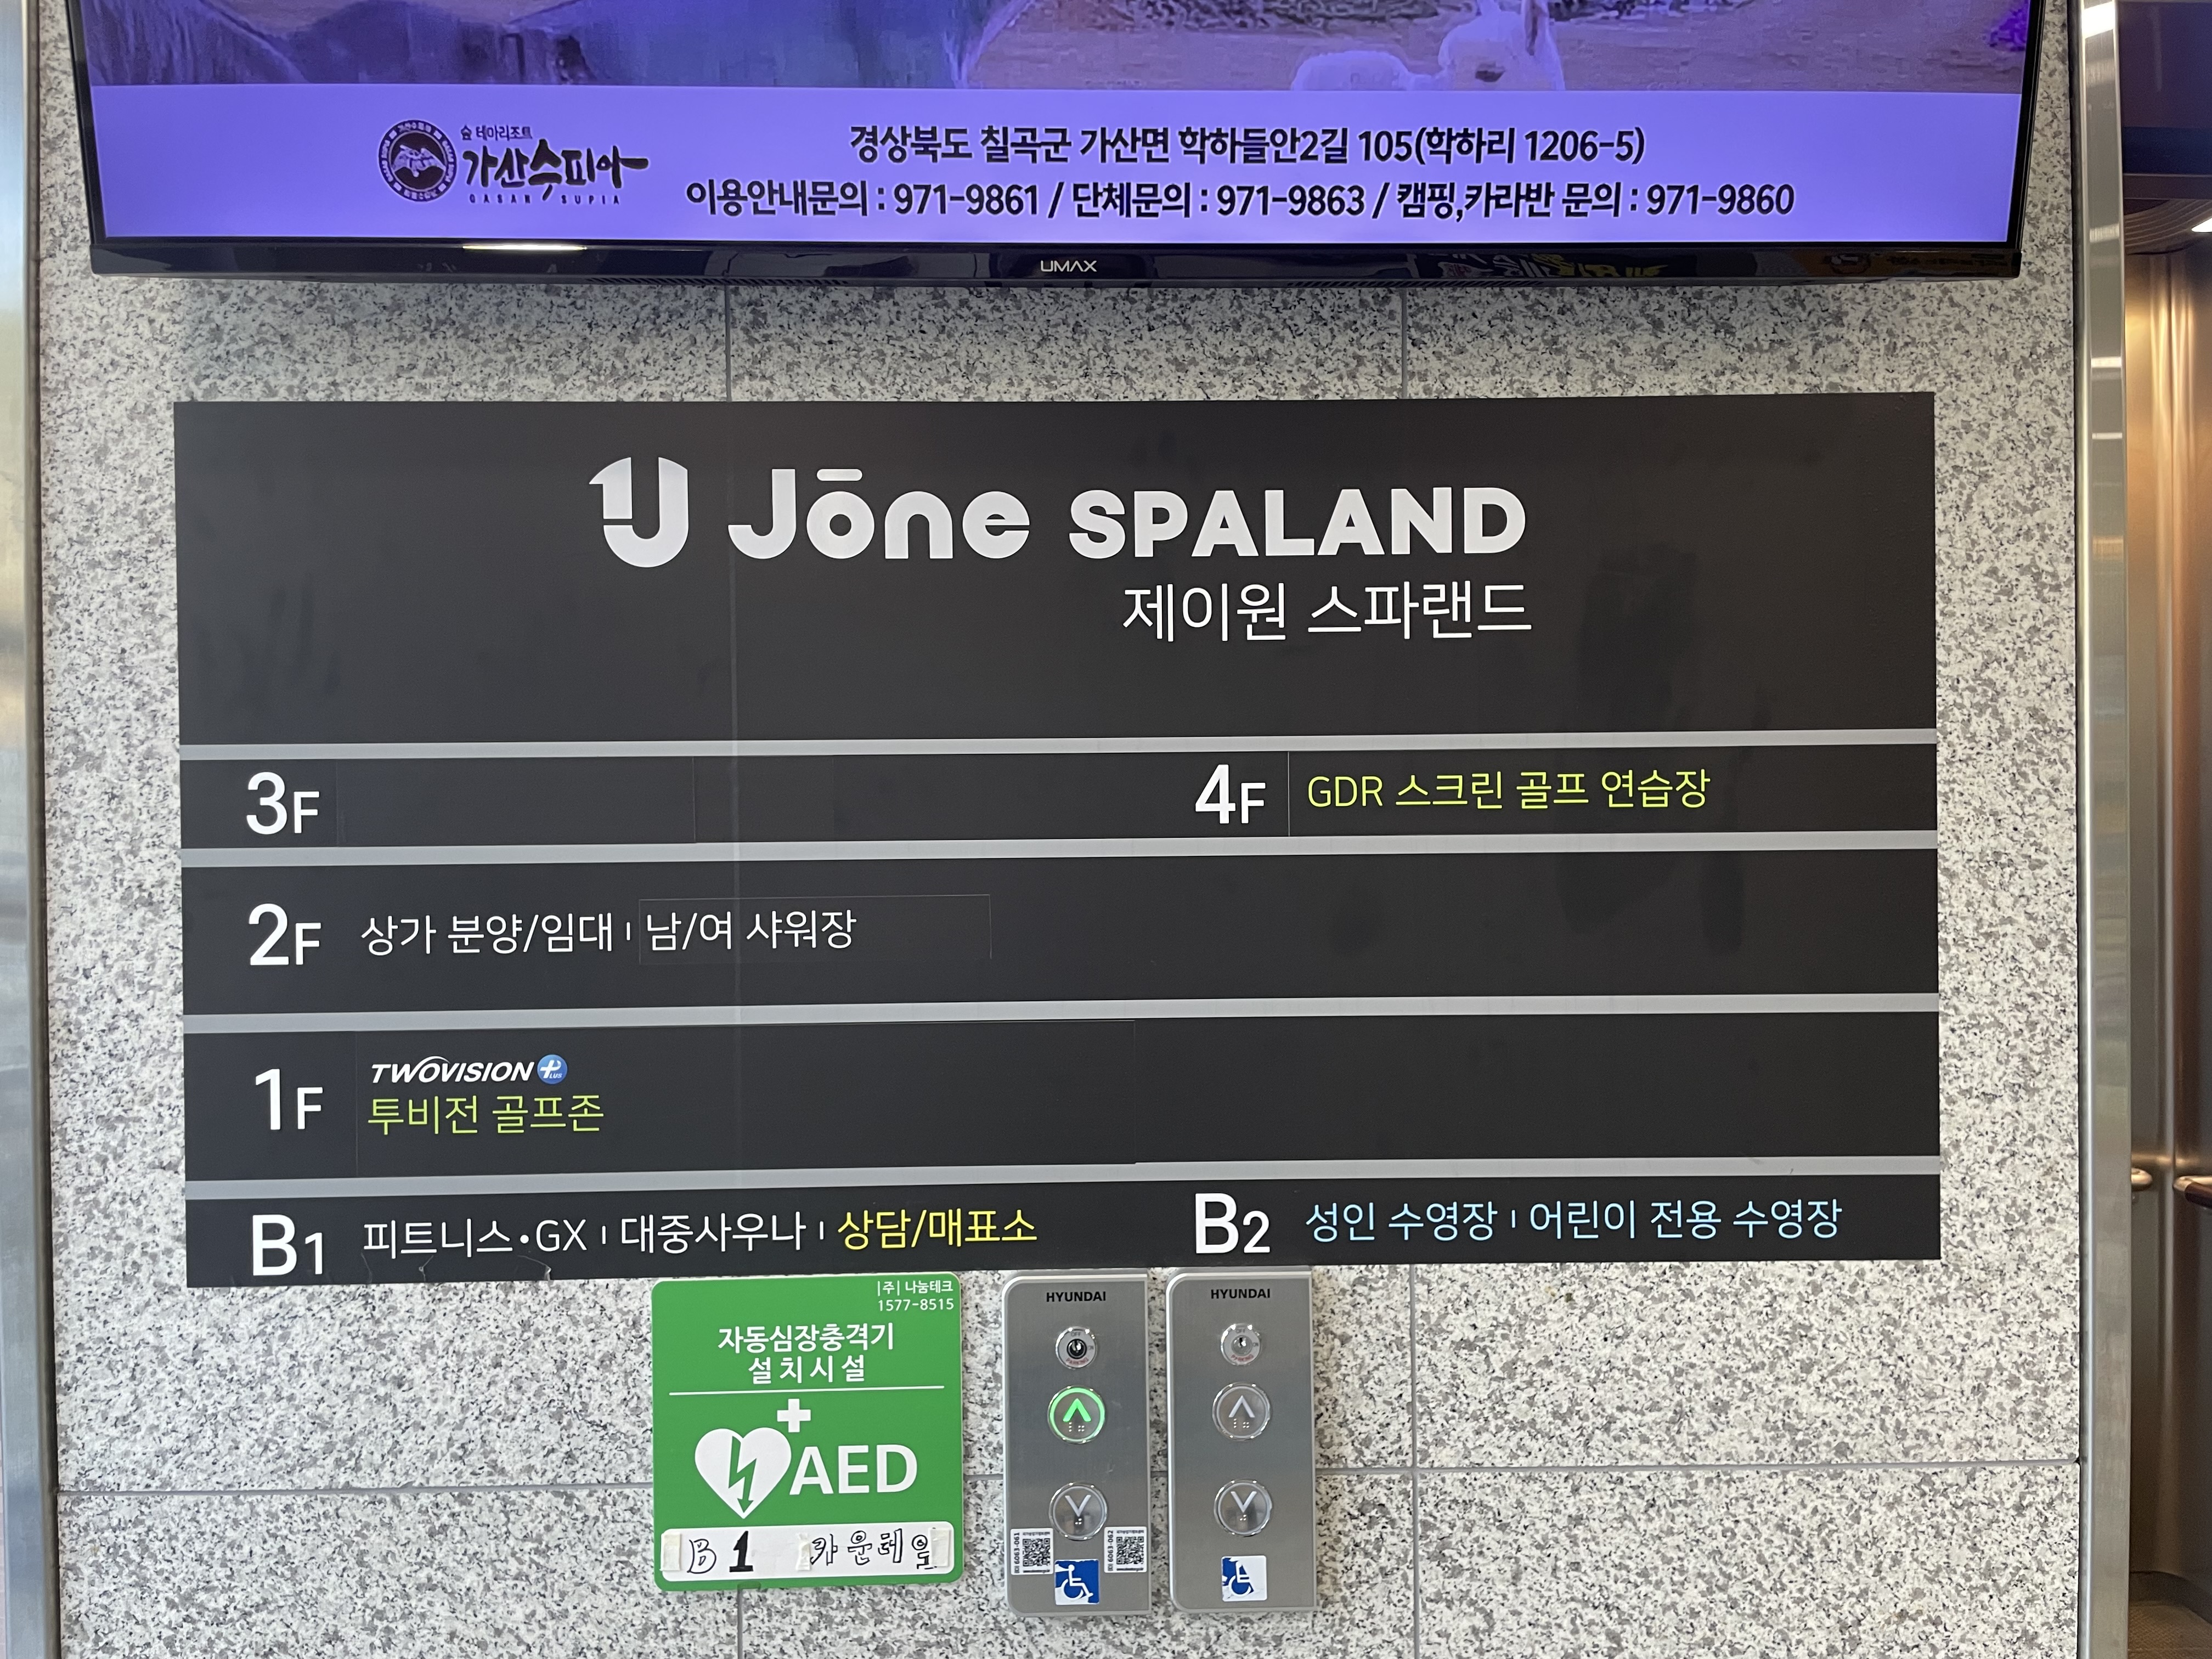 숲 테마리조트
가산수피아
GASAN SUPIA
경상북도 칠곡군 가산면 학하들안2길 105(학하리 1206-5)
이용안내문의 : 971-9861 / 단체문의 : 971-9863 / 캠핑,카라반 문의 : 971-9860
UMAX
Jōne SPALAND
제이원 스파랜드
3F
4F GDR 스크린 골프 연습장
2F 상가 분양/임대 ı 남/여 샤워장
1F TWOVISION PLUS
투비전 골프존
B1 피트니스•GX ı 대중사우나 ı 상담/매표소
B2 성인 수영장 ı 어린이 전용 수영장
|주| 나눔테크
1577-8515
자동심장충격기
설치시설
AED
B 1
HYUNDAI
HYUNDAI